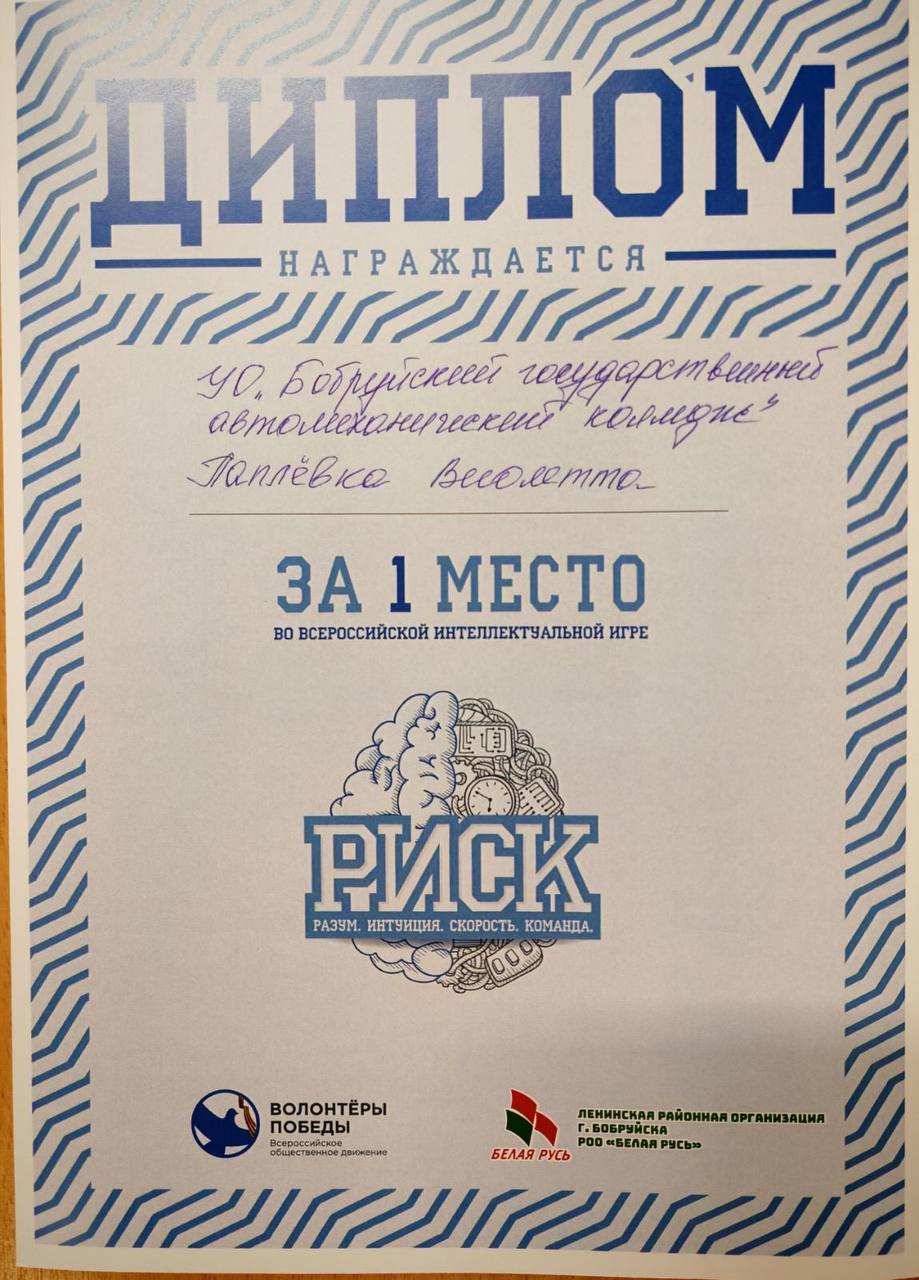 ДИПЛОМ
НАГРАЖДАЕТСЯ
УО „Бобруйский государственный
автомеханический колледж"
Паплёвка Виолетта
ЗА 1 МЕСТО
ВО ВСЕРОССИЙСКОЙ ИНТЕЛЛЕКТУАЛЬНОЙ ИГРЕ
РИСК
РАЗУМ. ИНТУИЦИЯ. СКОРОСТЬ. КОМАНДА.
ВОЛОНТЁРЫ
ПОБЕДЫ
Всероссийское
общественное движение
БЕЛАЯ РУСЬ
ЛЕНИНСКАЯ РАЙОННАЯ ОРГАНИЗАЦИЯ
Г. БОБРУЙСКА
РОО «БЕЛАЯ РУСЬ»